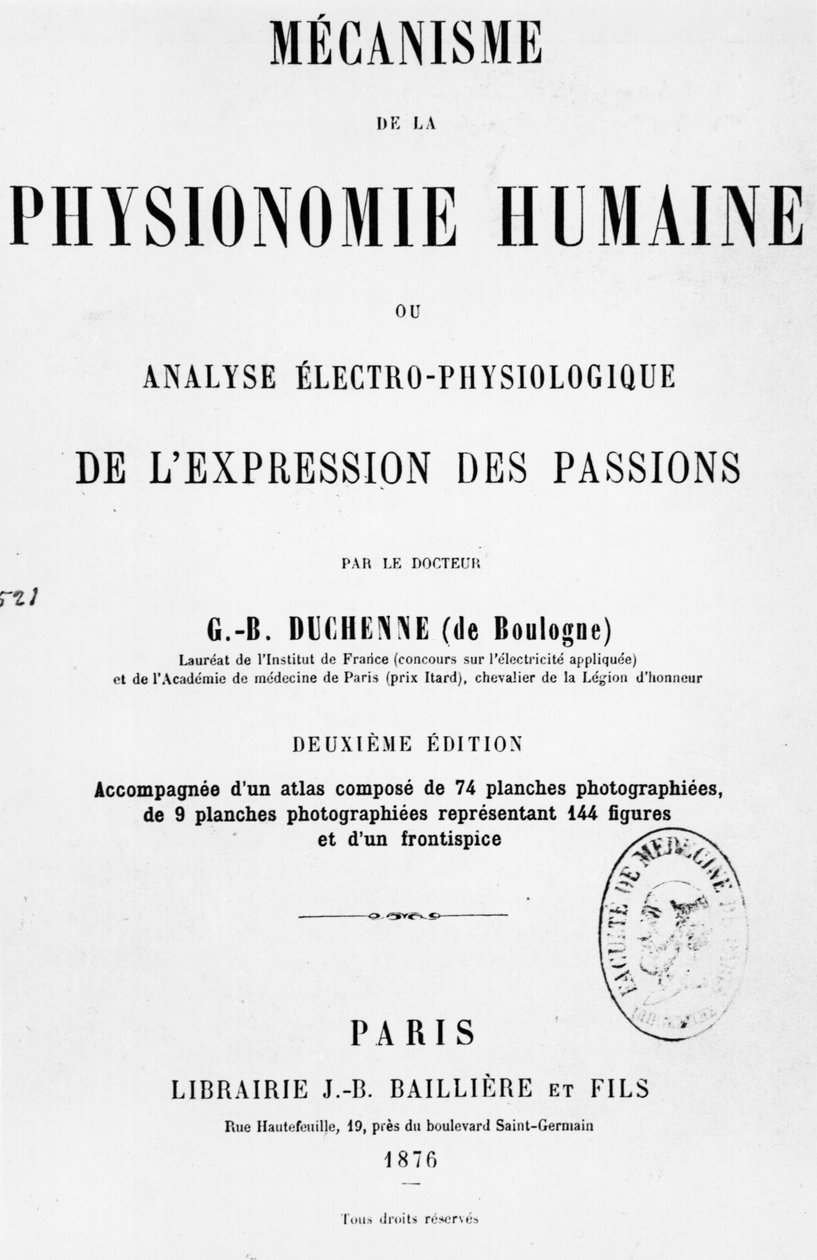 MÉCANISME
DE LA
PHYSIONOMIE HUMAINE
OU
ANALYSE ÉLECTRO-PHYSIOLOGIQUE
DE L'EXPRESSION DES PASSIONS
PAR LE DOCTEUR
521
G.-B. DUCHENNE (de Boulogne)
Lauréat de l'Institut de France (concours sur l'électricité appliquée)
et de l'Académie de médecine de Paris (prix Itard), chevalier de la Légion d'honneur
DEUXIÈME ÉDITION
Accompagnée d'un atlas composé de 74 planches photographiées,
de 9 planches photographiées représentant 144 figures
et d'un frontispice
FACULTÉ DE MEDECINE
PARIS
LIBRAIRIE J.-B. BAILLIÈRE ET FILS
Rue Hautefeuille, 19, près du boulevard Saint-Germain
1876
Tous droits réservés